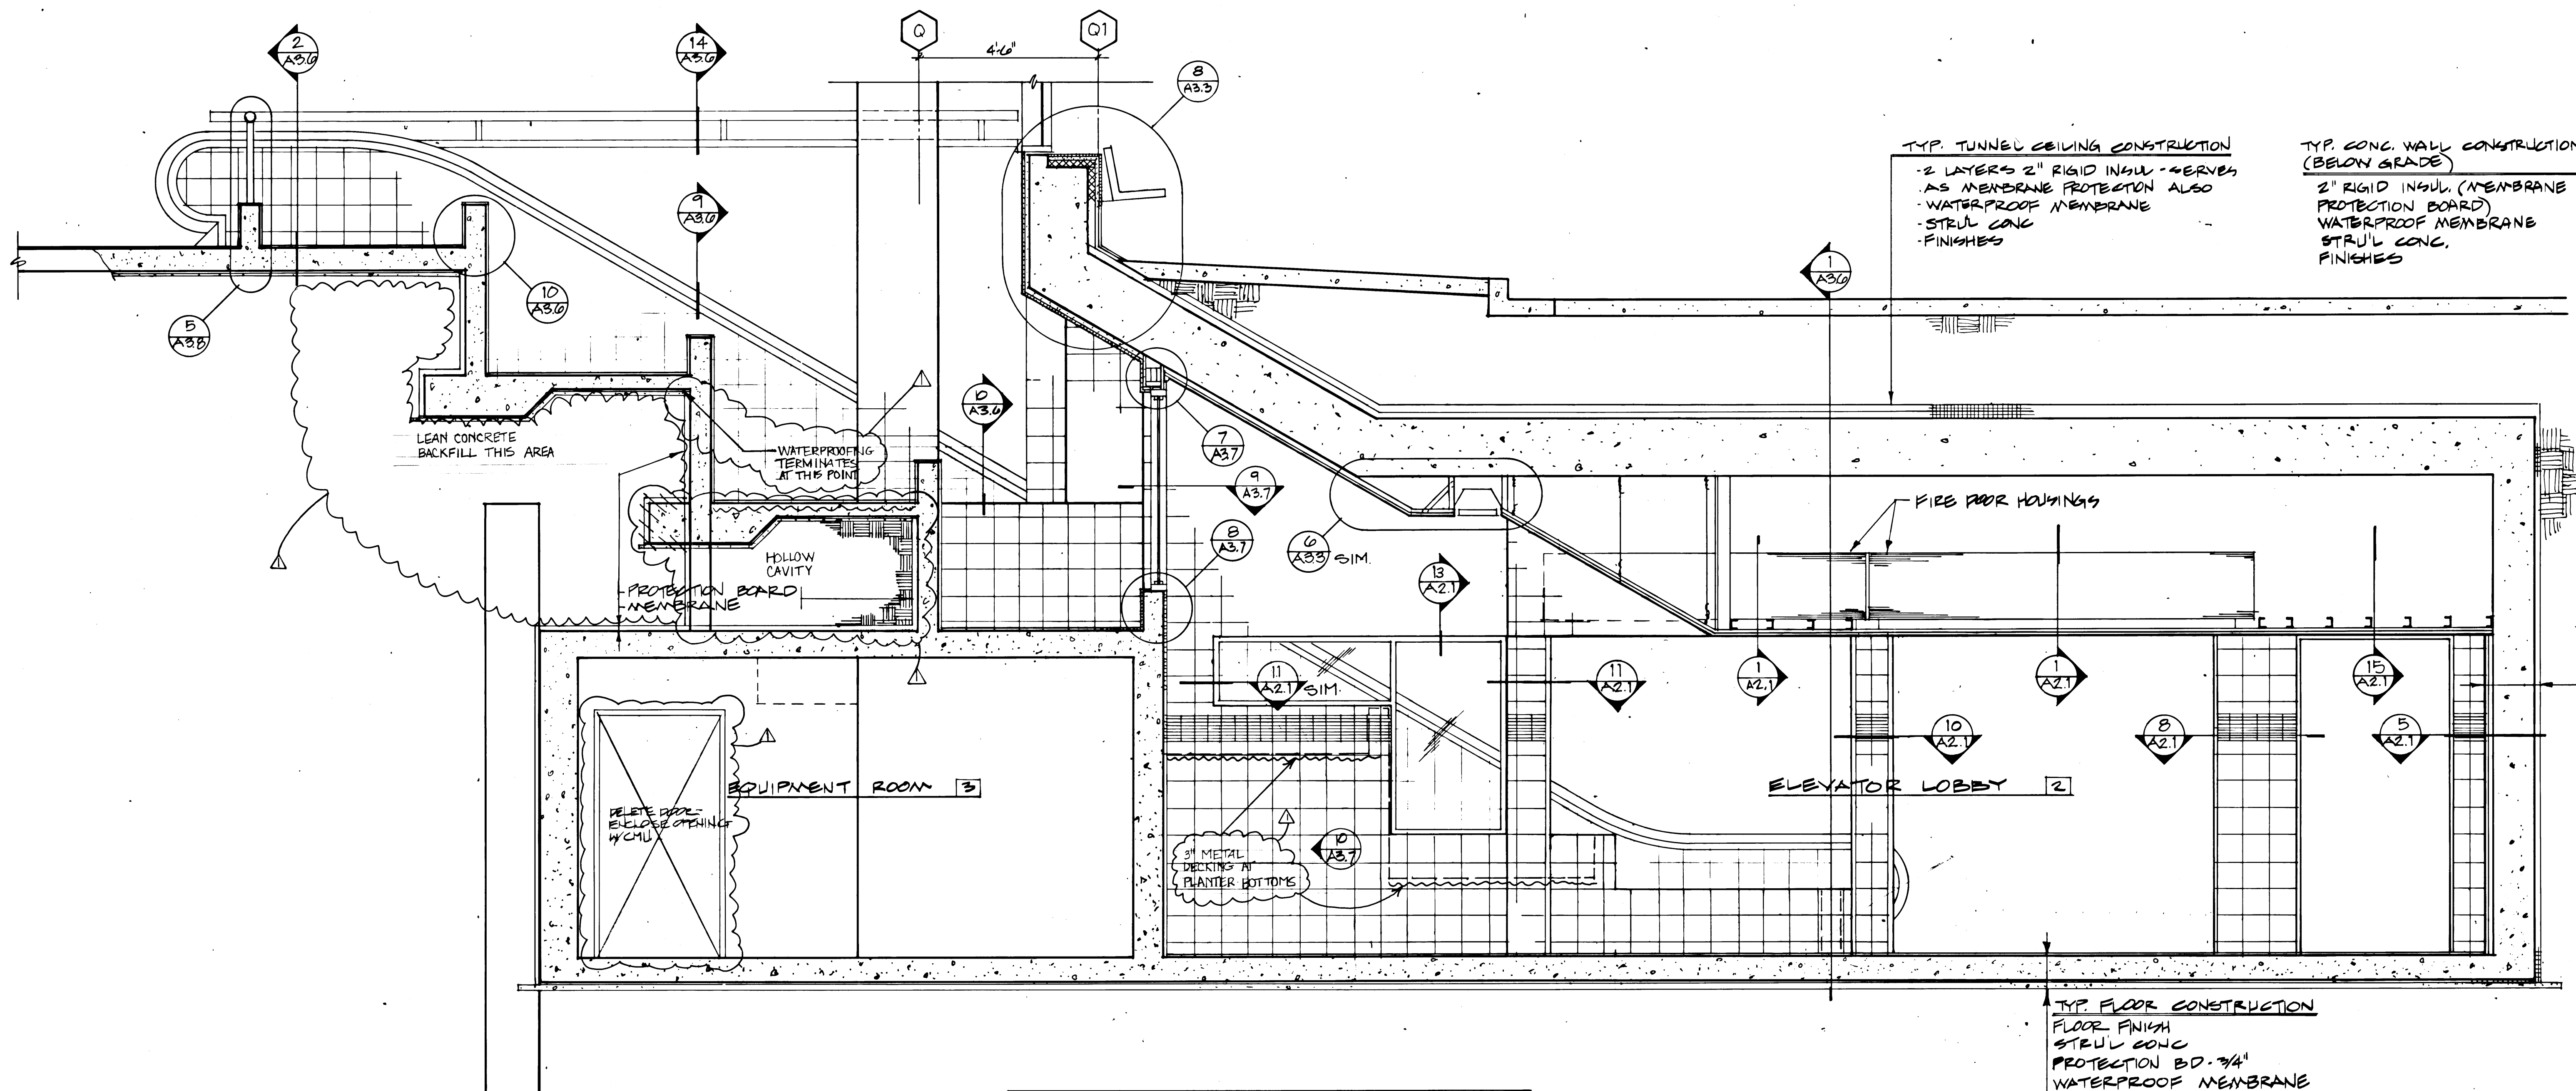 2
A3.6
14
A3.6
Q
4'-6"
Q1
8
A3.3
TYP. TUNNEL CEILING CONSTRUCTION
-2 LAYERS 2" RIGID INSUL - SERVES
AS MEMBRANE PROTECTION ALSO
- WATERPROOF MEMBRANE
- STRU'L CONC
- FINISHES
TYP. CONC. WALL CONSTRUCTION
(BELOW GRADE)
2" RIGID INSUL. (MEMBRANE
PROTECTION BOARD)
WATERPROOF MEMBRANE
STRU'L CONC.
FINISHES
9
A3.6
1
A3.6
10
A3.6
5
A3.8
10
A3.6
LEAN CONCRETE
BACKFILL THIS AREA
WATERPROOFING
TERMINATES
AT THIS POINT
1
7
A3.7
9
A3.7
8
A3.7
6
A3.3 SIM.
FIRE DOOR HOUSINGS
HOLLOW
CAVITY
1
- PROTECTION BOARD
- MEMBRANE
13
A2.1
1
11
A2.1 SIM.
11
A2.1
1
A2.1
1
A2.1
15
A2.1
1
10
A2.1
8
A2.1
5
A2.1
EQUIPMENT ROOM 3
ELEVATOR LOBBY 2
DELETE DOOR-
ENCLOSE OPENING
W/CMU
1
3" METAL
DECKING AT
PLANTER BOTTOMS
10
A3.7
TYP. FLOOR CONSTRUCTION
FLOOR FINISH
STRU'L CONC
PROTECTION BD - 3/4"
WATERPROOF MEMBRANE